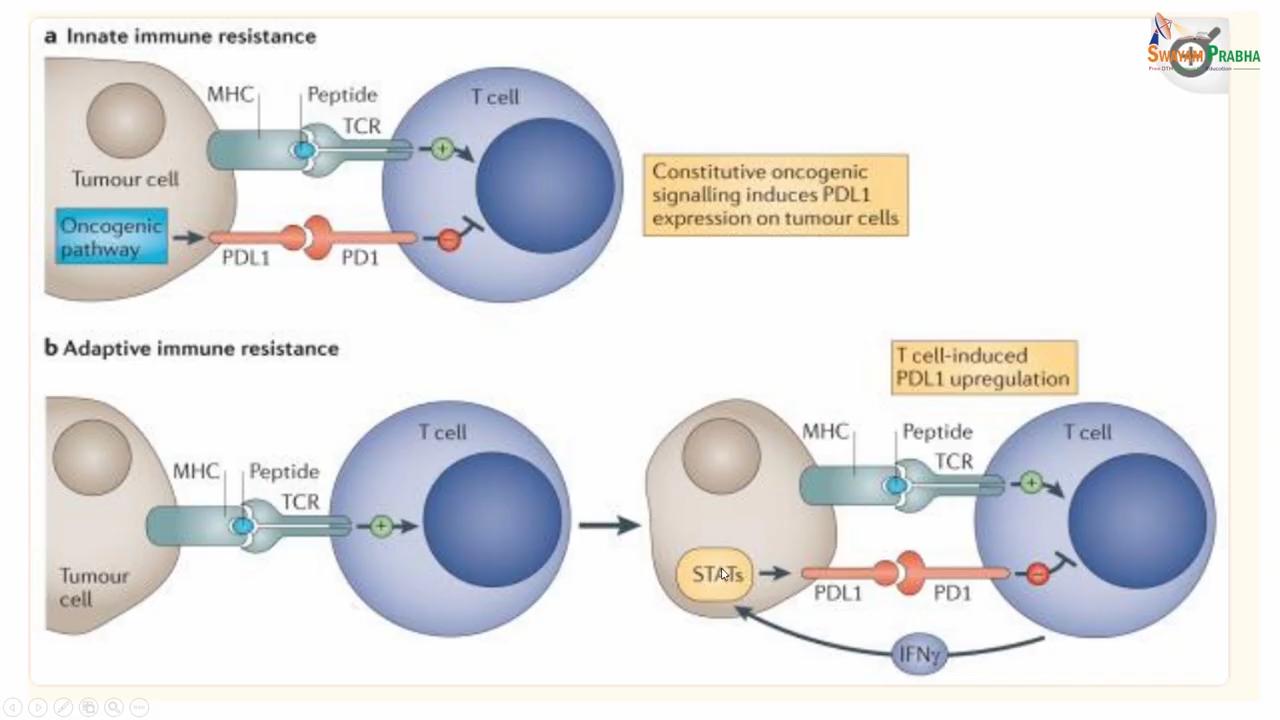 a Innate immune resistance
SWAYAM PRABHA
MHC
Peptide
TCR
T cell
Tumour cell
Oncogenic
pathway
PDL1
PD1
Constitutive oncogenic
signalling induces PDL1
expression on tumour cells
b Adaptive immune resistance
T cell-induced
PDL1 upregulation
MHC
Peptide
TCR
T cell
Tumour
cell
MHC
Peptide
TCR
T cell
STATs
PDL1
PD1
IFNγ